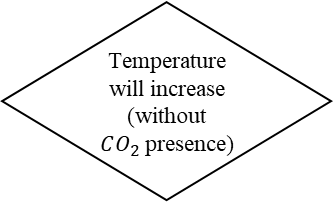 Temperature
will increase
(without
𝐶𝑂₂ presence)